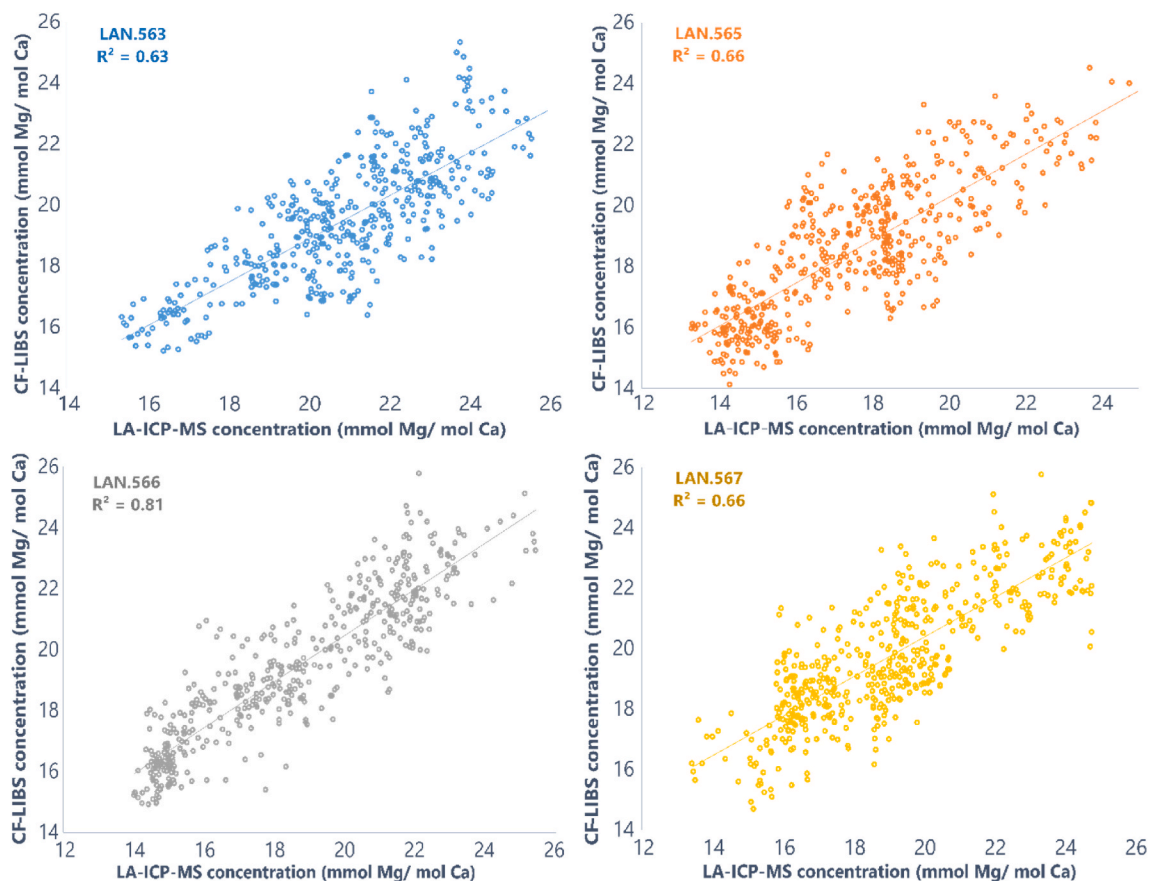 LAN.563
R² = 0.63
CF-LIBS concentration (mmol Mg/ mol Ca)
26
24
22
20
18
16
14
14 16 18 20 22 24 26
LA-ICP-MS concentration (mmol Mg/ mol Ca)
LAN.565
R² = 0.66
CF-LIBS concentration (mmol Mg/ mol Ca)
26
24
22
20
18
16
14
12 14 16 18 20 22 24
LA-ICP-MS concentration (mmol Mg/ mol Ca)
LAN.566
R² = 0.81
CF-LIBS concentration (mmol Mg/ mol Ca)
26
24
22
20
18
16
14
12 14 16 18 20 22 24 26
LA-ICP-MS concentration (mmol Mg/ mol Ca)
LAN.567
R² = 0.66
CF-LIBS concentration (mmol Mg/ mol Ca)
26
24
22
20
18
16
14
12 14 16 18 20 22 24 26
LA-ICP-MS concentration (mmol Mg/ mol Ca)